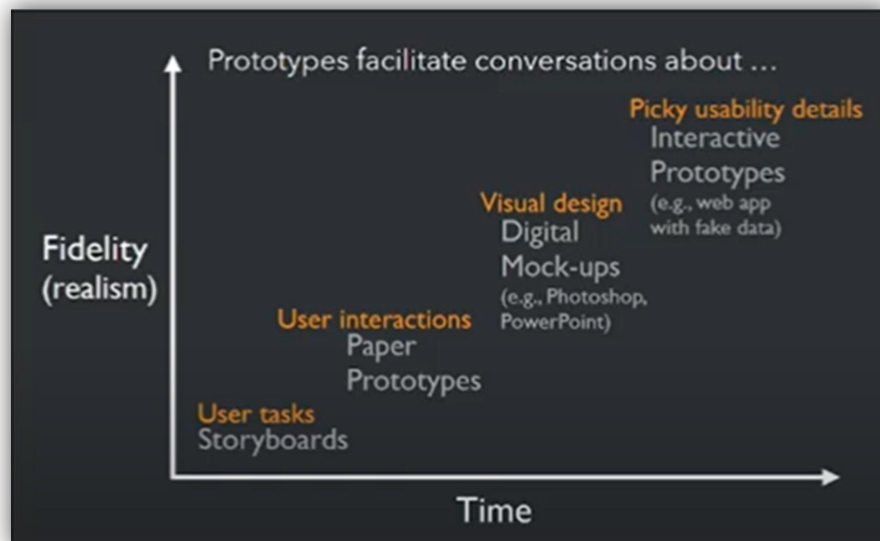 Prototypes facilitate conversations about ...
Picky usability details
Interactive
Prototypes
(e.g., web app
with fake data)
Visual design
Digital
Mock-ups
(e.g., Photoshop,
PowerPoint)
Fidelity
(realism)
User interactions
Paper
Prototypes
User tasks
Storyboards
Time